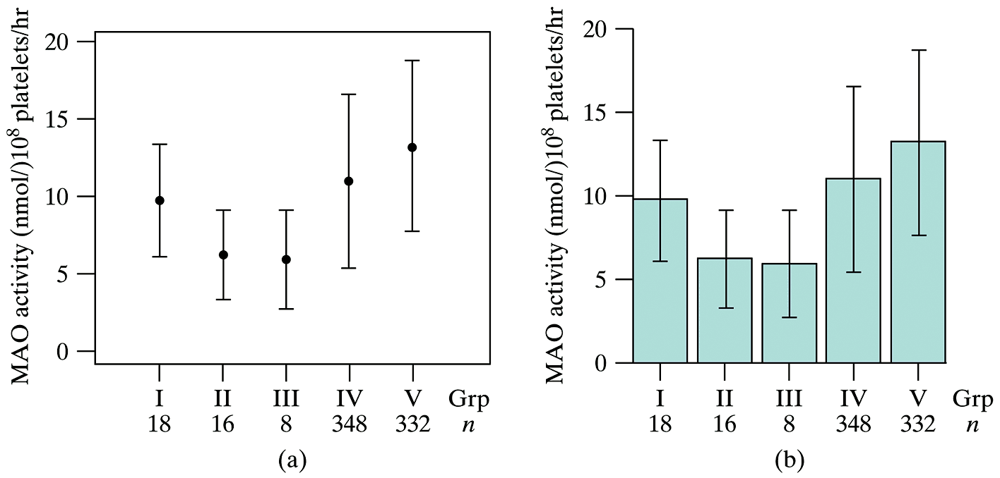 MAO activity (nmol/)10⁸ platelets/hr
20
15
10
5
0
I II III IV V Grp
18 16 8 348 332 n
(a)
MAO activity (nmol/)10⁸ platelets/hr
20
15
10
5
0
I II III IV V Grp
18 16 8 348 332 n
(b)